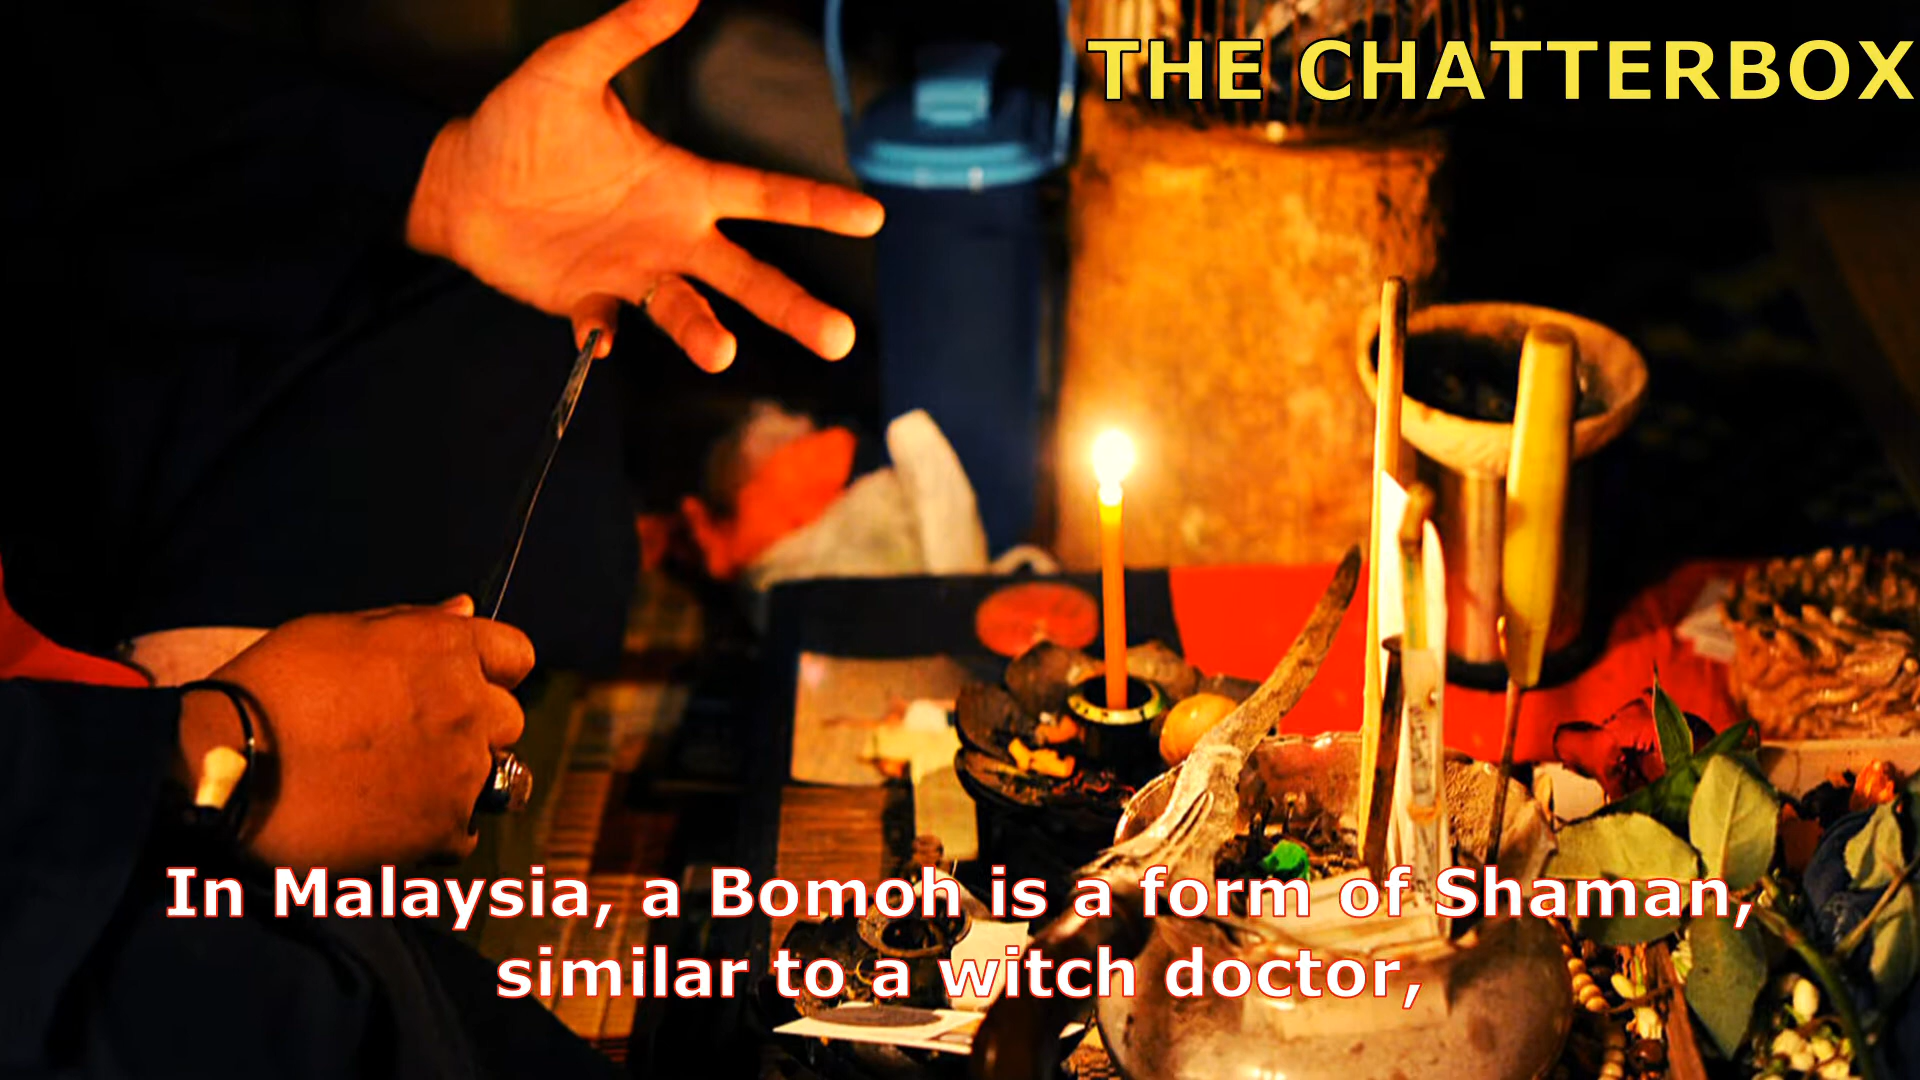 THE CHATTERBOX
In Malaysia, a Bomoh is a form of Shaman,
similar to a witch doctor,